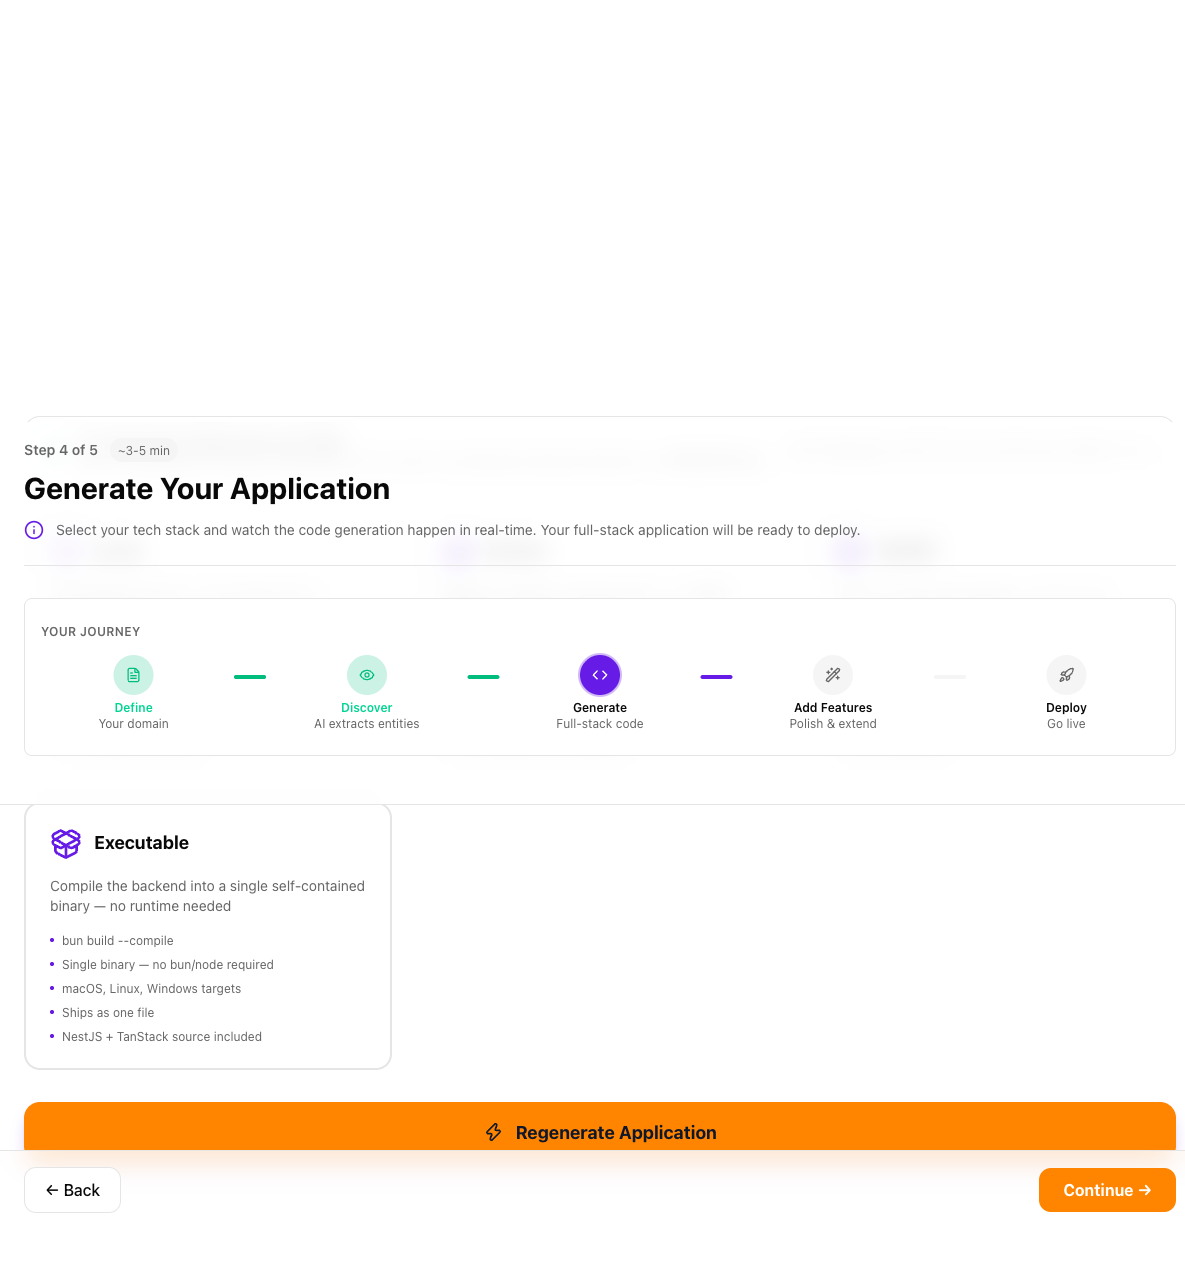 Step 4 of 5 ~3-5 min
Generate Your Application
Select your tech stack and watch the code generation happen in real-time. Your full-stack application will be ready to deploy.
YOUR JOURNEY
Define
Your domain
Discover
AI extracts entities
Generate
Full-stack code
Add Features
Polish & extend
Deploy
Go live
Executable
Compile the backend into a single self-contained
binary — no runtime needed
• bun build --compile
• Single binary — no bun/node required
• macOS, Linux, Windows targets
• Ships as one file
• NestJS + TanStack source included
Regenerate Application
← Back
Continue →